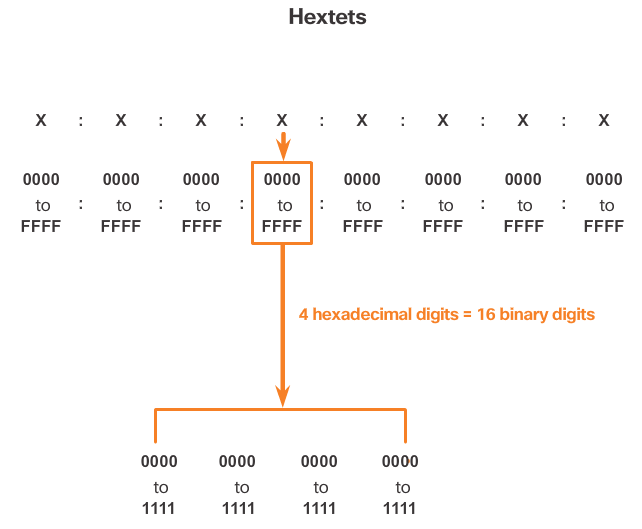 Hextets
X : X : X : X : X : X : X : X
0000 0000 0000 0000 0000 0000 0000 0000
to : to : to : to : to : to : to : to
FFFF FFFF FFFF FFFF FFFF FFFF FFFF FFFF
4 hexadecimal digits = 16 binary digits
0000 0000 0000 0000
to to to to
1111 1111 1111 1111